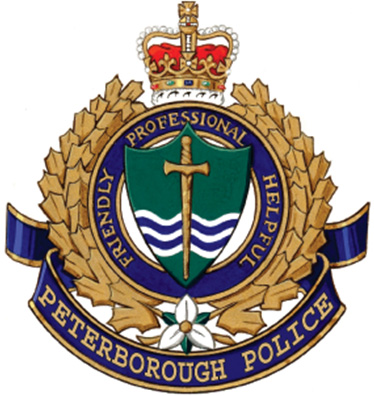 FRIENDLY PROFESSIONAL HELPFUL
PETERBOROUGH POLICE